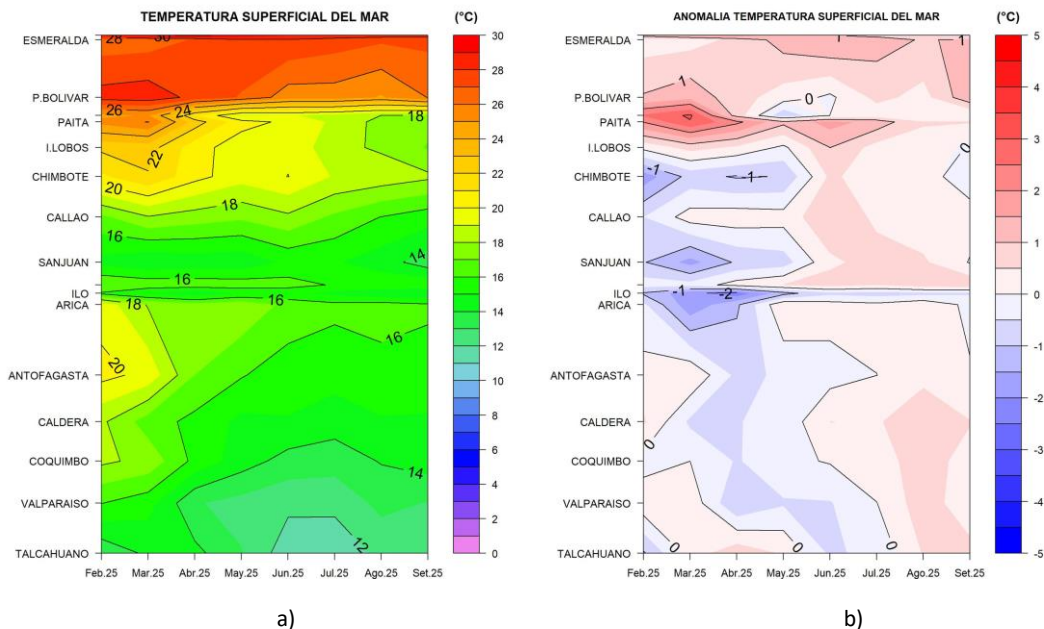 TEMPERATURA SUPERFICIAL DEL MAR
(°C)
ESMERALDA
P.BOLIVAR
PAITA
I.LOBOS
CHIMBOTE
CALLAO
SANJUAN
ILO
ARICA
ANTOFAGASTA
CALDERA
COQUIMBO
VALPARAISO
TALCAHUANO
28
30
26
24
18
22
20
18
16
14
16
18
16
16
20
14
12
Feb.25 Mar.25 Abr.25 May.25 Jun.25 Jul.25 Ago.25 Set.25
30
28
26
24
22
20
18
16
14
12
10
8
6
4
2
0
a)
ANOMALIA TEMPERATURA SUPERFICIAL DEL MAR
(°C)
ESMERALDA
P.BOLIVAR
PAITA
I.LOBOS
CHIMBOTE
CALLAO
SANJUAN
ILO
ARICA
ANTOFAGASTA
CALDERA
COQUIMBO
VALPARAISO
TALCAHUANO
1
1
1
0
0
-1
-1
0
-1
-2
0
0
0
0
0
0
Feb.25 Mar.25 Abr.25 May.25 Jun.25 Jul.25 Ago.25 Set.25
5
4
3
2
1
0
-1
-2
-3
-4
-5
b)